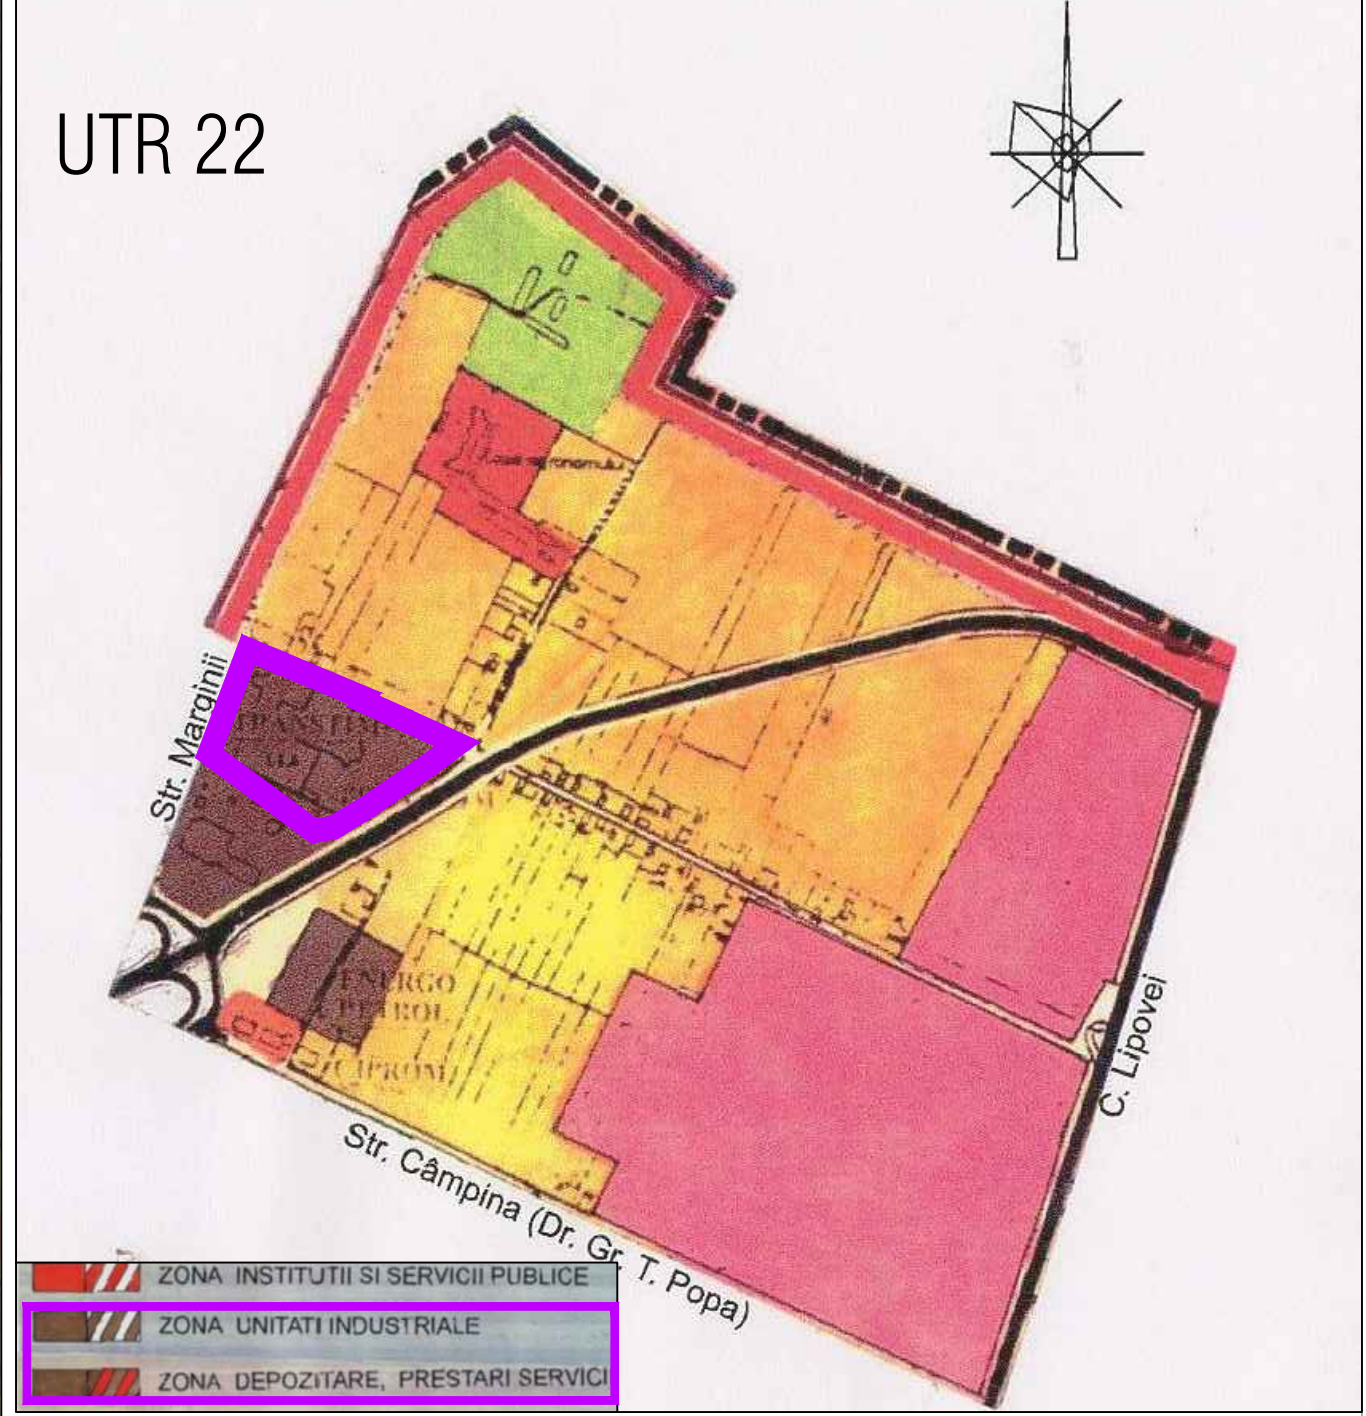 UTR 22
Str. Marginii
ENERGO
PETROL
CIPROM
C. Lipovei
Str. Câmpina (Dr. Gr. T. Popa)
ZONA INSTITUTII SI SERVICII PUBLICE
ZONA UNITATI INDUSTRIALE
ZONA DEPOZITARE, PRESTARI SERVICI